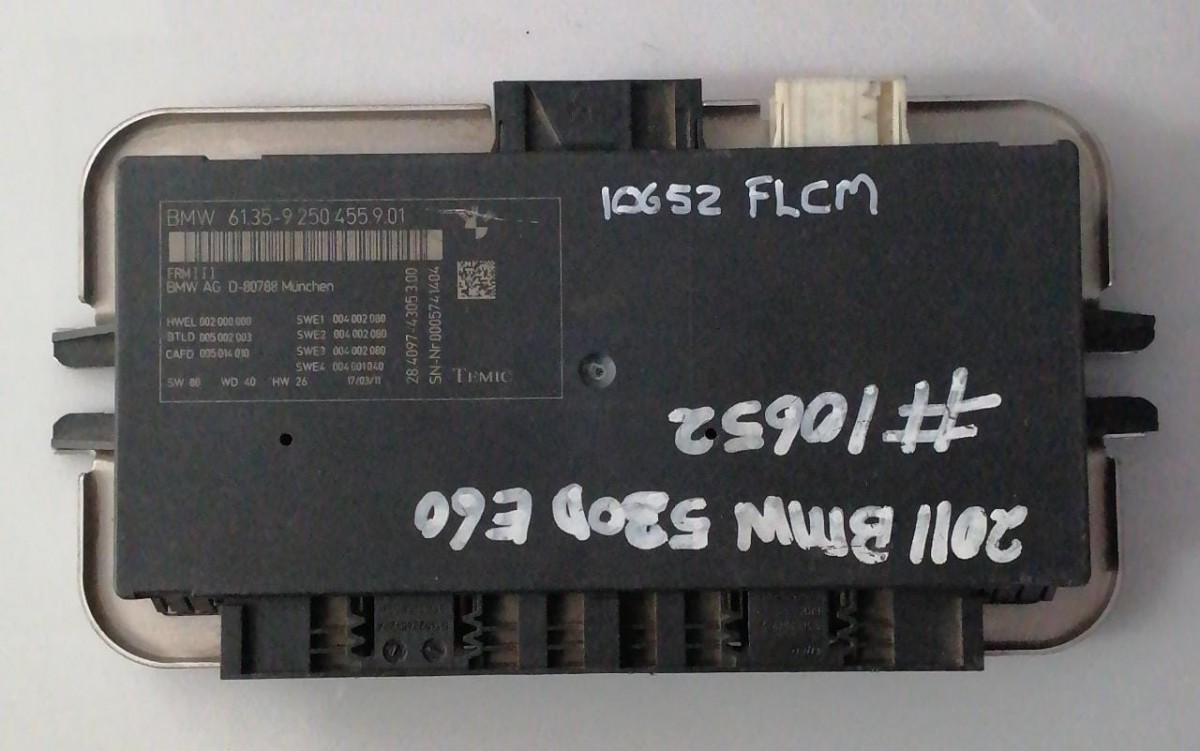 10652 FLCM
BMW 61.35-9 250 455 9.01
FRM III
BMW AG D-80788 München
HWEL 002 000 000
BTLD 005 002 003
CAFD 005 014 010
SWE1 004 002 080
SWE2 004 002 080
SWE3 004 002 080
SWE4 004 001 040
SW 08 WD 40 HW 26 17/03/11
28.4097-4305 3.00
SN-Nr 0005741404
TEMIC
#10652
2011 BMW 530D E60